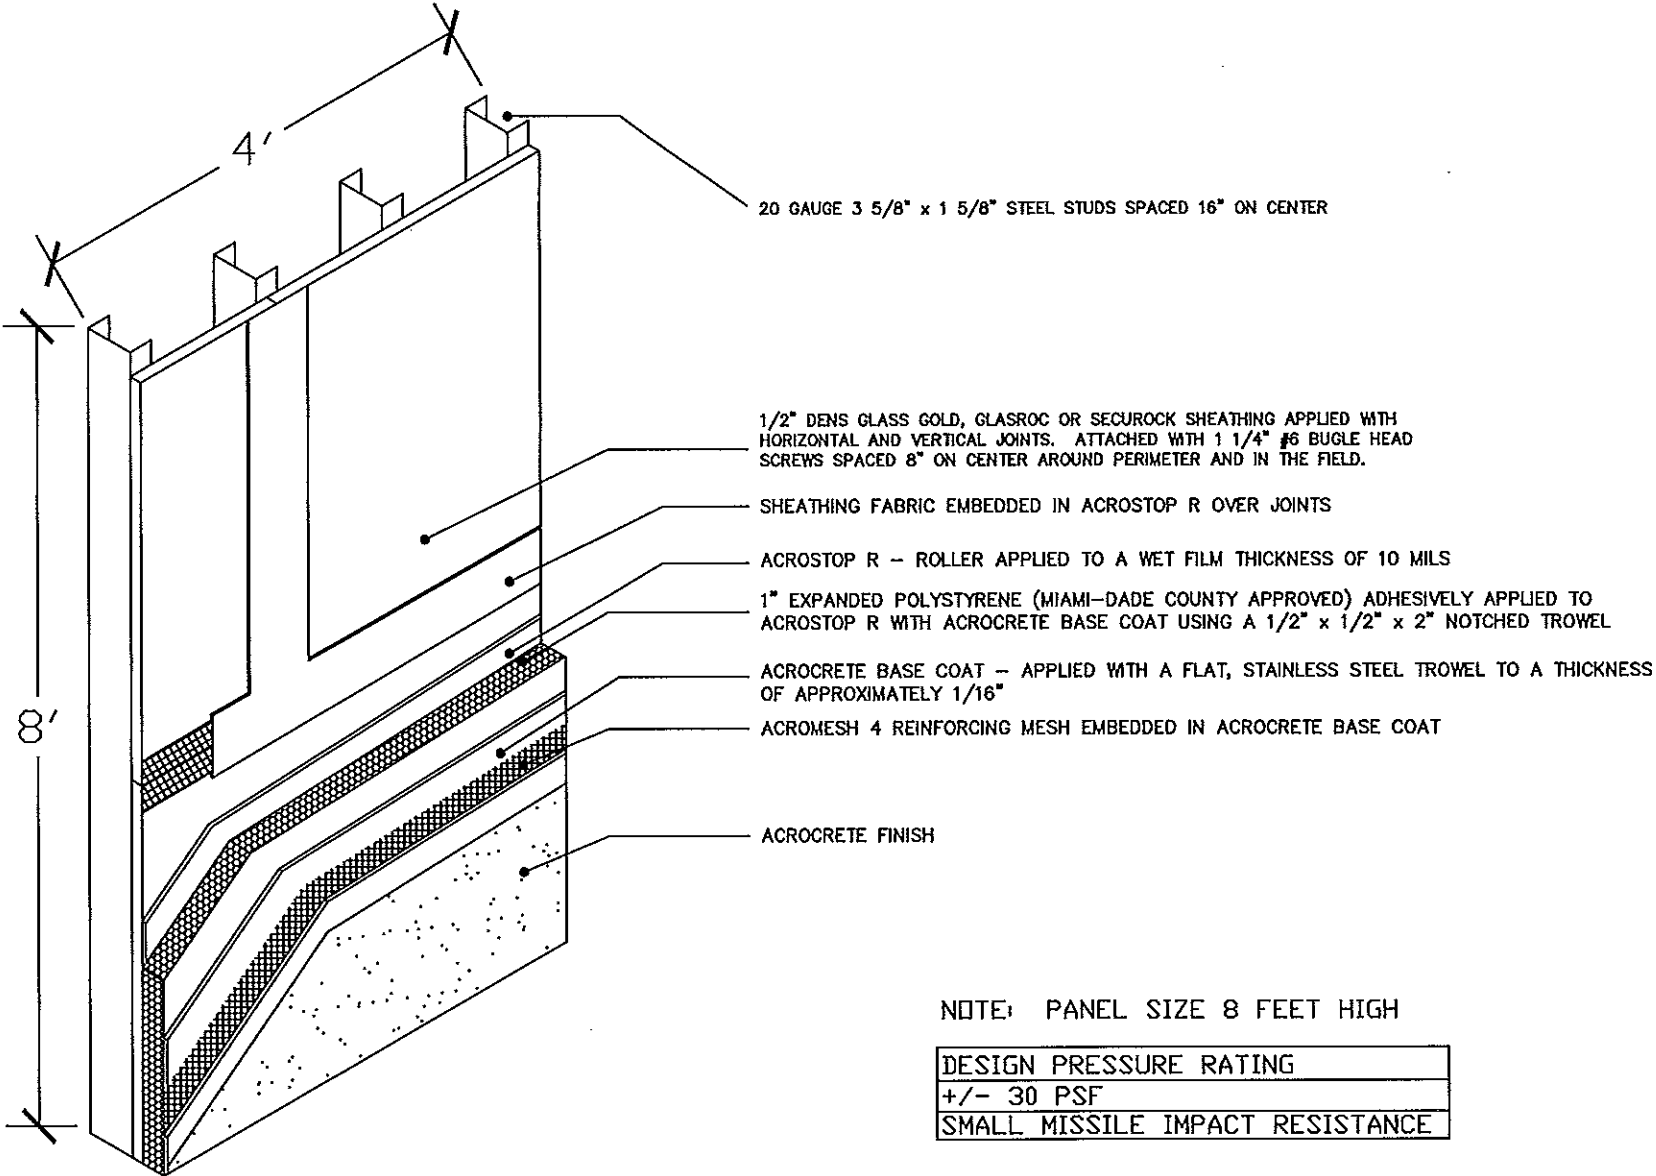 4'
20 GAUGE 3 5/8" x 1 5/8" STEEL STUDS SPACED 16" ON CENTER
1/2" DENS GLASS GOLD, GLASROC OR SECUROCK SHEATHING APPLIED WITH
HORIZONTAL AND VERTICAL JOINTS. ATTACHED WITH 1 1/4" #6 BUGLE HEAD
SCREWS SPACED 8" ON CENTER AROUND PERIMETER AND IN THE FIELD.
SHEATHING FABRIC EMBEDDED IN ACROSTOP R OVER JOINTS
ACROSTOP R – ROLLER APPLIED TO A WET FILM THICKNESS OF 10 MILS
1" EXPANDED POLYSTYRENE (MIAMI-DADE COUNTY APPROVED) ADHESIVELY APPLIED TO
ACROSTOP R WITH ACROCRETE BASE COAT USING A 1/2" x 1/2" x 2" NOTCHED TROWEL
ACROCRETE BASE COAT – APPLIED WITH A FLAT, STAINLESS STEEL TROWEL TO A THICKNESS
OF APPROXIMATELY 1/16"
8'
ACROMESH 4 REINFORCING MESH EMBEDDED IN ACROCRETE BASE COAT
ACROCRETE FINISH
NOTE: PANEL SIZE 8 FEET HIGH
DESIGN PRESSURE RATING
+/- 30 PSF
SMALL MISSILE IMPACT RESISTANCE